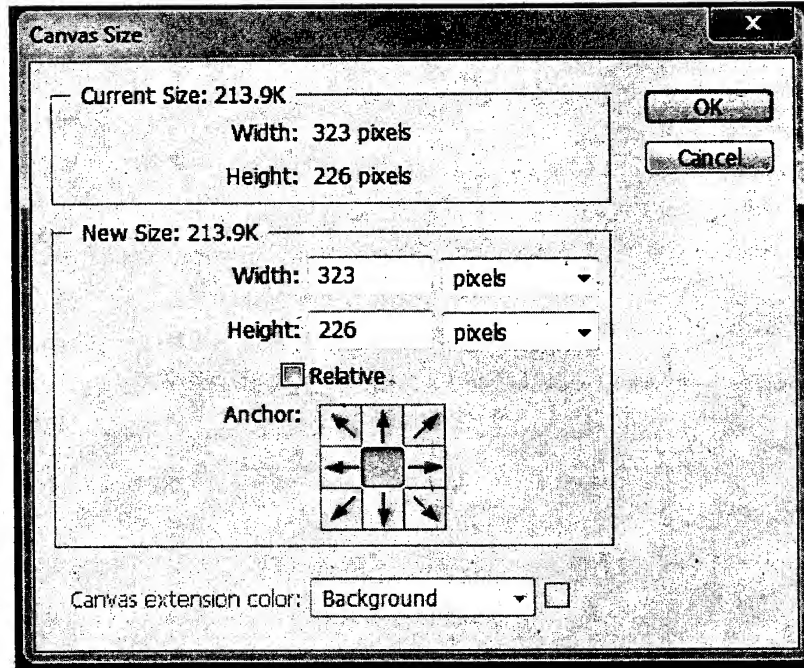 Canvas Size
X
Current Size: 213.9K
OK
Width: 323 pixels
Cancel
Height: 226 pixels
New Size: 213.9K
Width: 323 pixels
Height: 226 pixels
Relative
Anchor:
Canvas extension color: Background